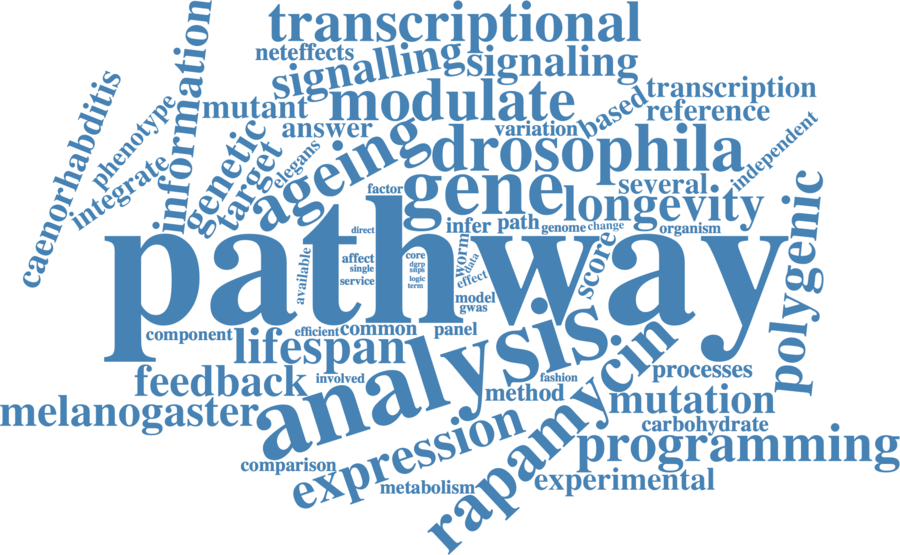 transcriptional
neteffects
signalling
signaling
information
caenorhabditis
phenotype
integrate
mutant
modulate
based
transcription
reference
answer
variation
independent
genetic
target
elegans
ageing
drosophila
several
factor
gene
longevity
infer
path
genome
change
organism
polygenic
pathway
direct
available
affect
single
service
core
dgrp
snps
logic
term
worm
data
effect
model
gwas
score
component
efficient
common
panel
lifespan
analysis
processes
feedback
involved
fashion
method
rapamycin
mutation
melanogaster
carbohydrate
programming
comparison
expression
metabolism
experimental